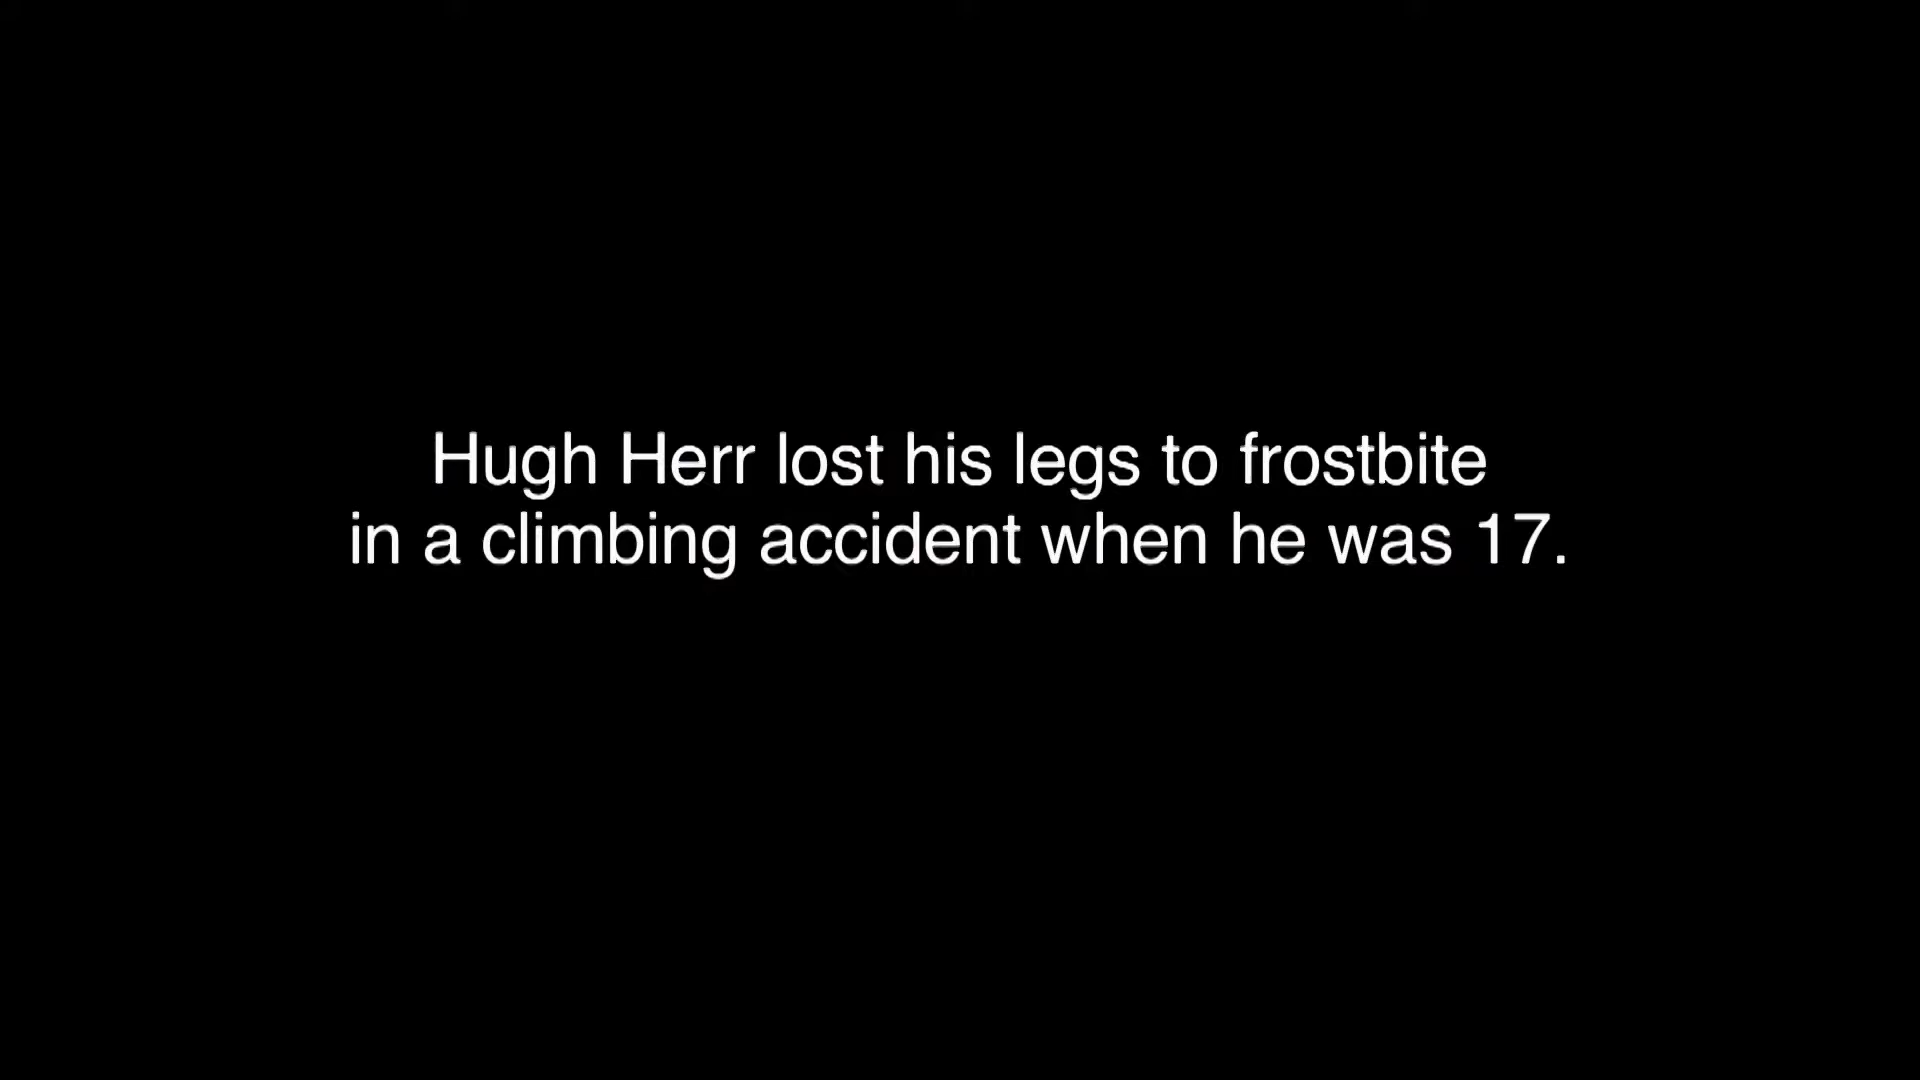 Hugh Herr lost his legs to frostbite
in a climbing accident when he was 17.